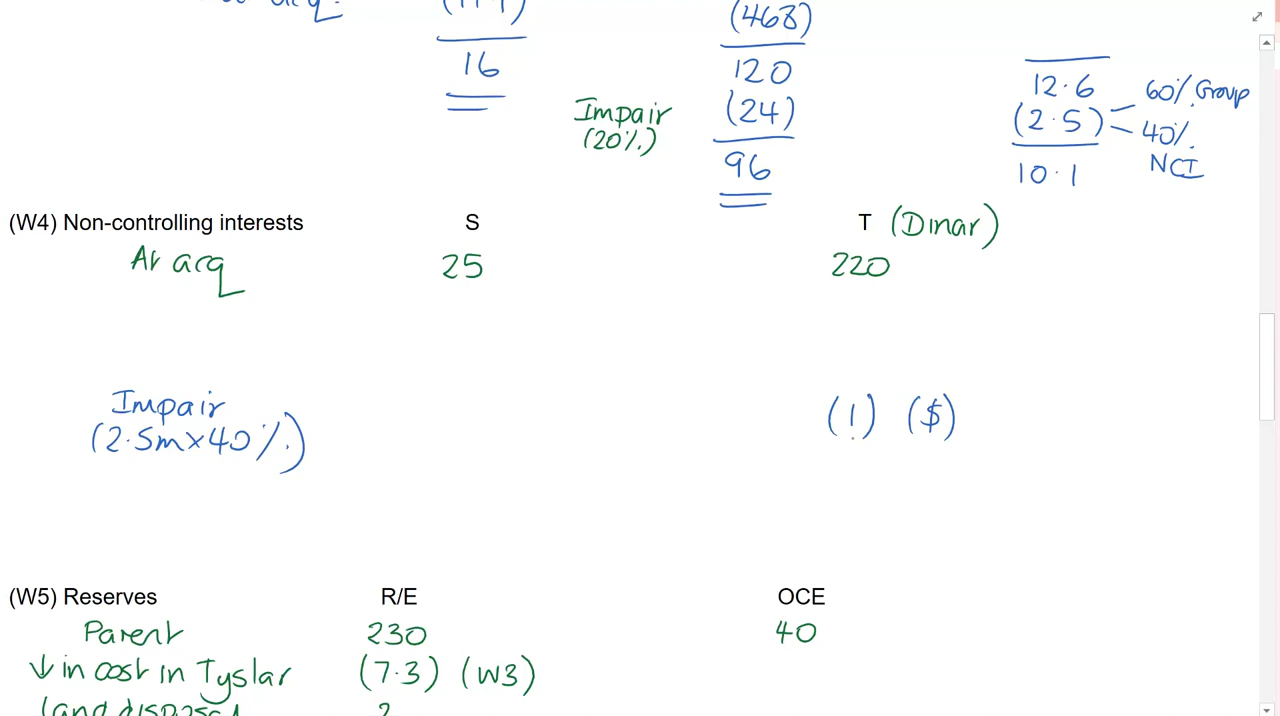 (468)
16
120
12.6
60% Group
Impair
(20%)
(24)
(2.5)
40%
NCI
96
10.1
(W4) Non-controlling interests S T (Dinar)
At acq 25 220
Impair
(2.5m×40%) (1) ($)
(W5) Reserves R/E OCE
Parent 230 40
↓ in cost in Tyslar (7.3) (W3)